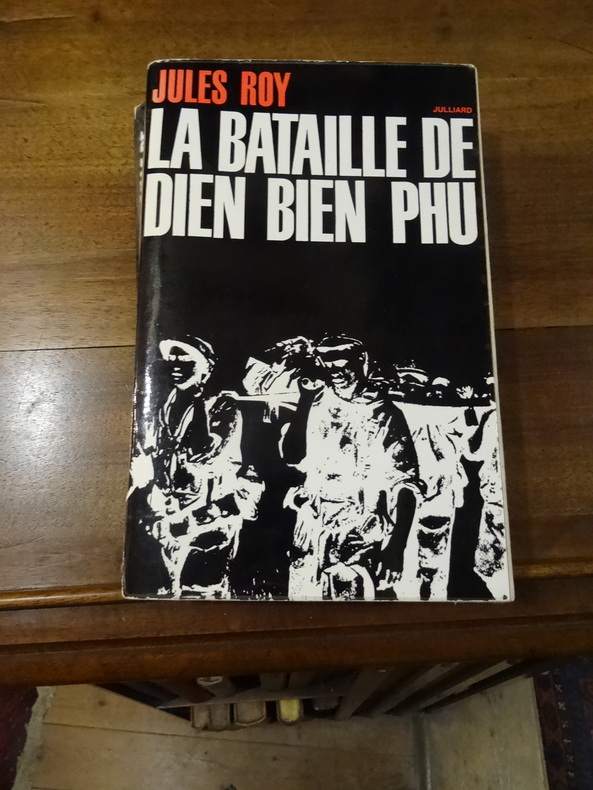 JULES ROY
JULLIARD
LA BATAILLE DE
DIEN BIEN PHU